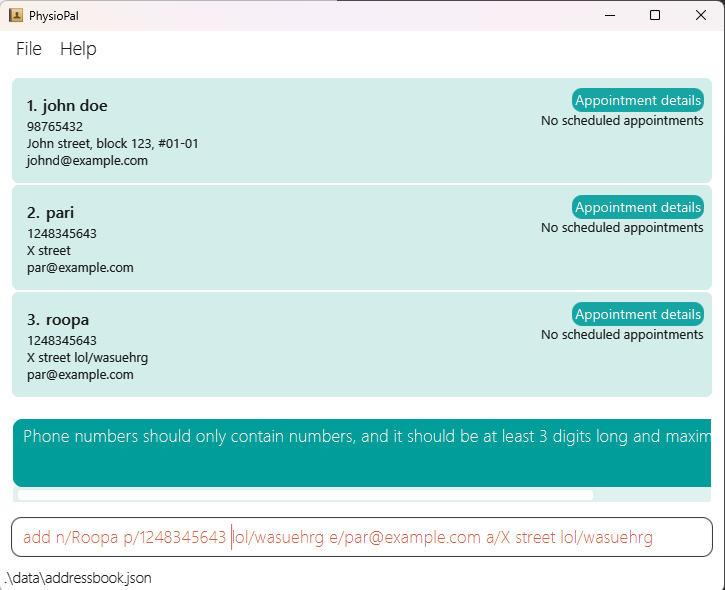 PhysioPal
File Help
1. john doe
98765432
John street, block 123, #01-01
johnd@example.com
Appointment details
No scheduled appointments
2. pari
1248345643
X street
par@example.com
Appointment details
No scheduled appointments
3. roopa
1248345643
X street lol/wasuehrg
par@example.com
Appointment details
No scheduled appointments
Phone numbers should only contain numbers, and it should be at least 3 digits long and maxim
add n/Roopa p/1248345643 lol/wasuehrg e/par@example.com a/X street lol/wasuehrg
.\data\addressbook.json